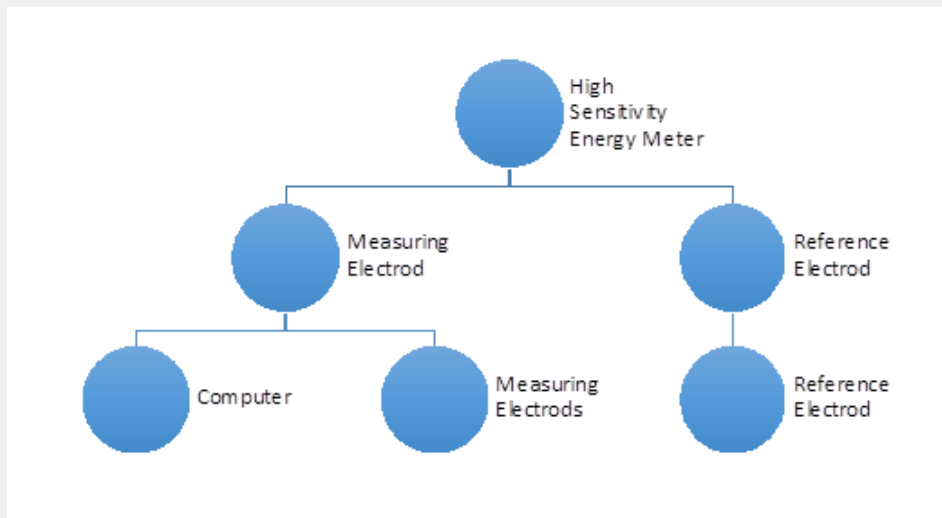 High
Sensitivity
Energy Meter
Measuring
Electrod
Reference
Electrod
Computer
Measuring
Electrods
Reference
Electrod